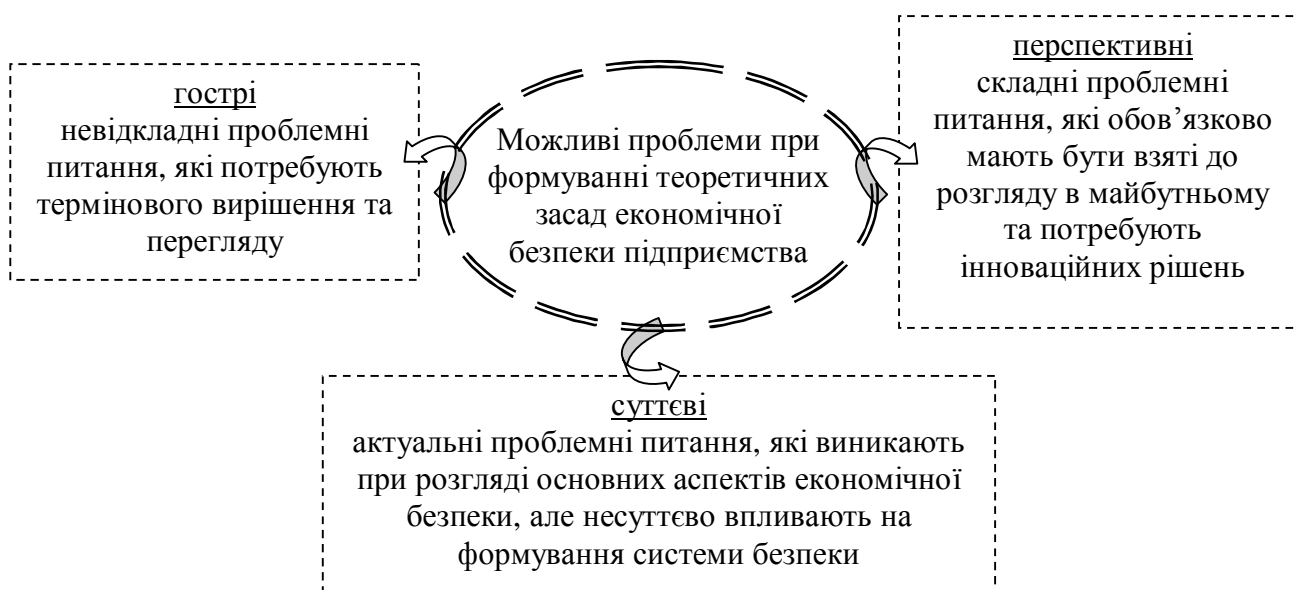 гострі
невідкладні проблемні
питання, які потребують
термінового вирішення та
перегляду
Можливі проблеми при
формуванні теоретичних
засад економічної
безпеки підприємства
перспективні
складні проблемні
питання, які обов’язково
мають бути взяті до
розгляду в майбутньому
та потребують
інноваційних рішень
суттєві
актуальні проблемні питання, які виникають
при розгляді основних аспектів економічної
безпеки, але несуттєво впливають на
формування системи безпеки